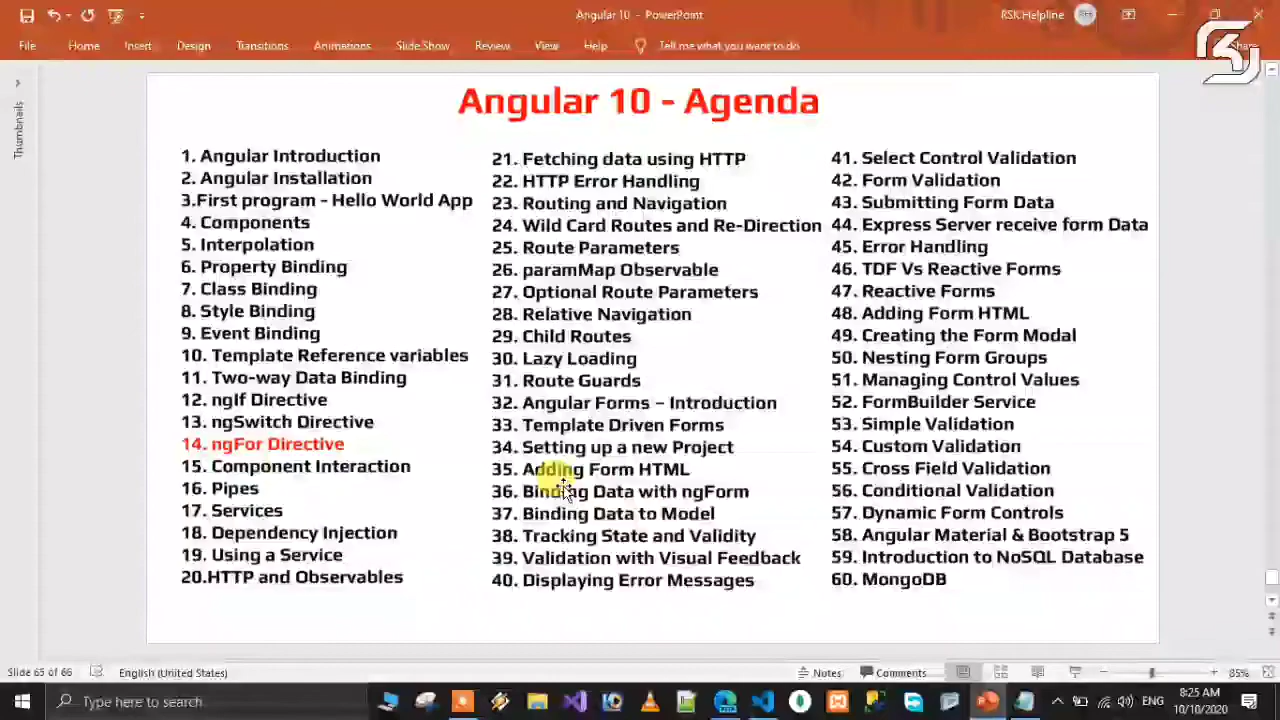 Angular 10 - PowerPoint
RSK Helpline
File Home Insert Design Transitions Animations Slide Show Review View Help Tell me what you want to do Share
Thumbnails
Angular 10 - Agenda
1. Angular Introduction
2. Angular Installation
3.First program - Hello World App
4. Components
5. Interpolation
6. Property Binding
7. Class Binding
8. Style Binding
9. Event Binding
10. Template Reference variables
11. Two-way Data Binding
12. ngIf Directive
13. ngSwitch Directive
14. ngFor Directive
15. Component Interaction
16. Pipes
17. Services
18. Dependency Injection
19. Using a Service
20.HTTP and Observables
21. Fetching data using HTTP
22. HTTP Error Handling
23. Routing and Navigation
24. Wild Card Routes and Re-Direction
25. Route Parameters
26. paramMap Observable
27. Optional Route Parameters
28. Relative Navigation
29. Child Routes
30. Lazy Loading
31. Route Guards
32. Angular Forms – Introduction
33. Template Driven Forms
34. Setting up a new Project
35. Adding Form HTML
36. Binding Data with ngForm
37. Binding Data to Model
38. Tracking State and Validity
39. Validation with Visual Feedback
40. Displaying Error Messages
41. Select Control Validation
42. Form Validation
43. Submitting Form Data
44. Express Server receive form Data
45. Error Handling
46. TDF Vs Reactive Forms
47. Reactive Forms
48. Adding Form HTML
49. Creating the Form Modal
50. Nesting Form Groups
51. Managing Control Values
52. FormBuilder Service
53. Simple Validation
54. Custom Validation
55. Cross Field Validation
56. Conditional Validation
57. Dynamic Form Controls
58. Angular Material & Bootstrap 5
59. Introduction to NoSQL Database
60. MongoDB
Slide 65 of 66 English (United States) Notes Comments 85%
Type here to search
ENG
8:25 AM
10/10/2020